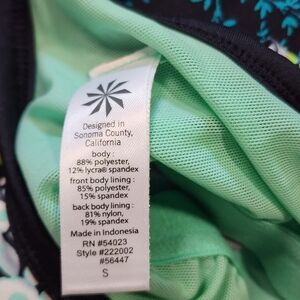 Designed in
Sonoma County,
California
body :
88% polyester,
12% lycra® spandex
front body lining :
85% polyester,
15% spandex
back body lining :
81% nylon,
19% spandex
Made in Indonesia
RN #54023
Style #222002
#56447
S